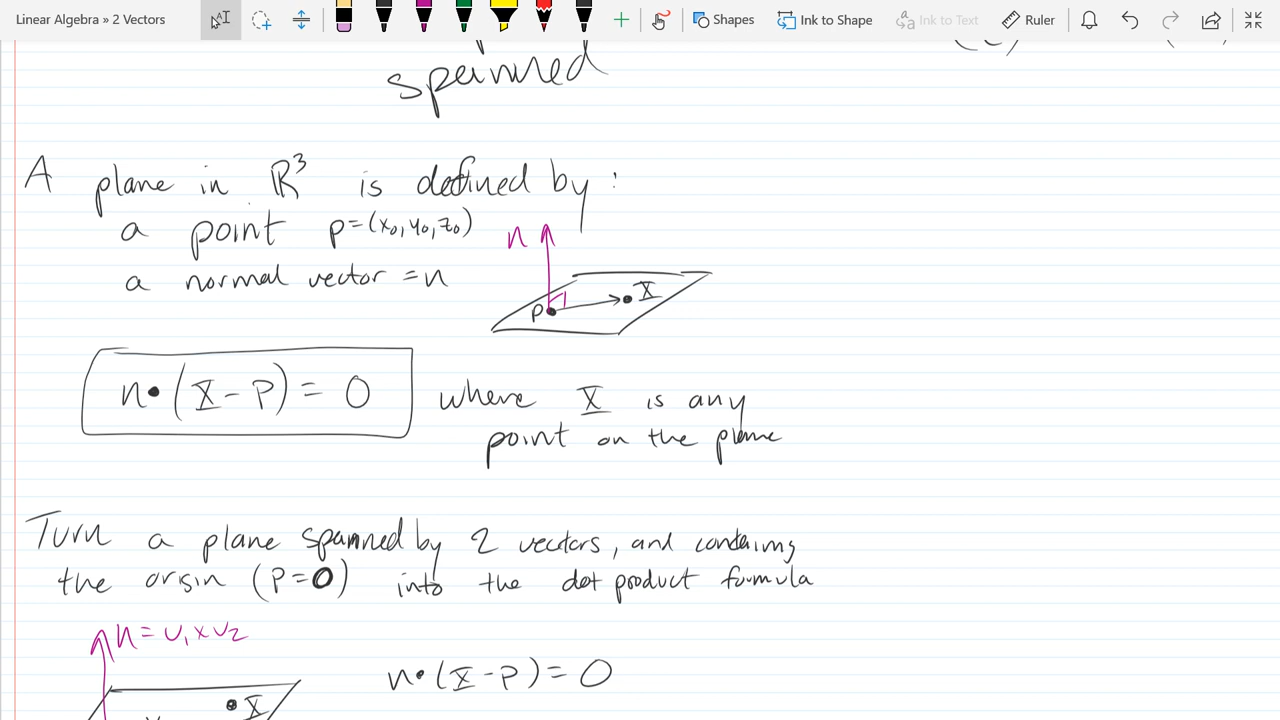 Linear Algebra » 2 Vectors
Shapes
Ink to Shape
Ink to Text
Ruler
spanned
A plane in ℝ³ is defined by:
a point P=(x₀,y₀,z₀)
a normal vector = n
n
P
X
n•(X-P)=0 where X is any
point on the plane
Turn a plane spanned by 2 vectors, and containing
the origin (P=0) into the dot product formula
n=v₁×v₂
n•(X-P)=0
X